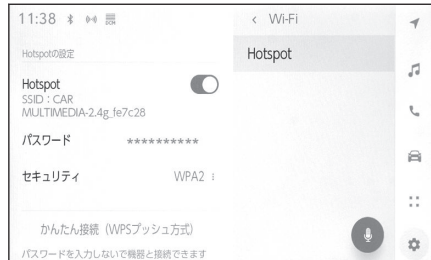 11:38
Hotspotの設定
Hotspot
SSID：CAR
MULTIMEDIA-2.4g_fe7c28
パスワード **********
セキュリティ WPA2
かんたん接続（WPSプッシュ方式）
パスワードを入力しないで機器と接続できます
< Wi-Fi
Hotspot